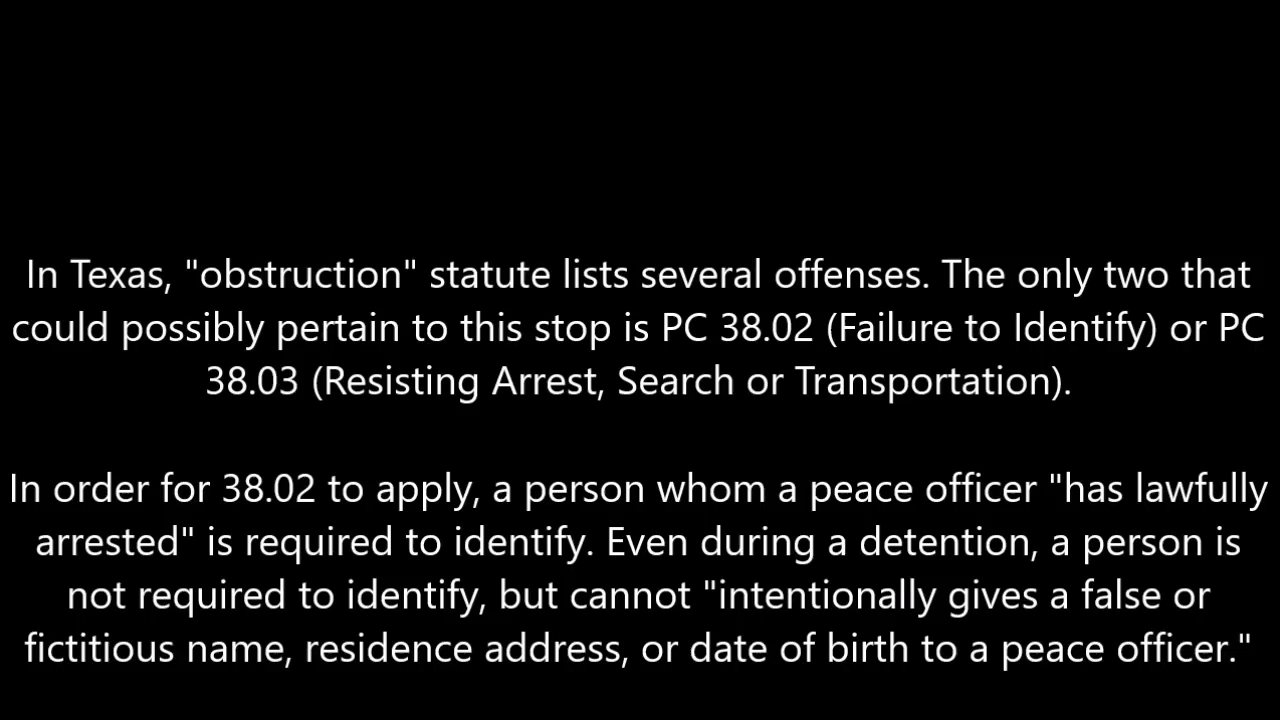 In Texas, "obstruction" statute lists several offenses. The only two that
could possibly pertain to this stop is PC 38.02 (Failure to Identify) or PC
38.03 (Resisting Arrest, Search or Transportation).
In order for 38.02 to apply, a person whom a peace officer "has lawfully
arrested" is required to identify. Even during a detention, a person is
not required to identify, but cannot "intentionally gives a false or
fictitious name, residence address, or date of birth to a peace officer."